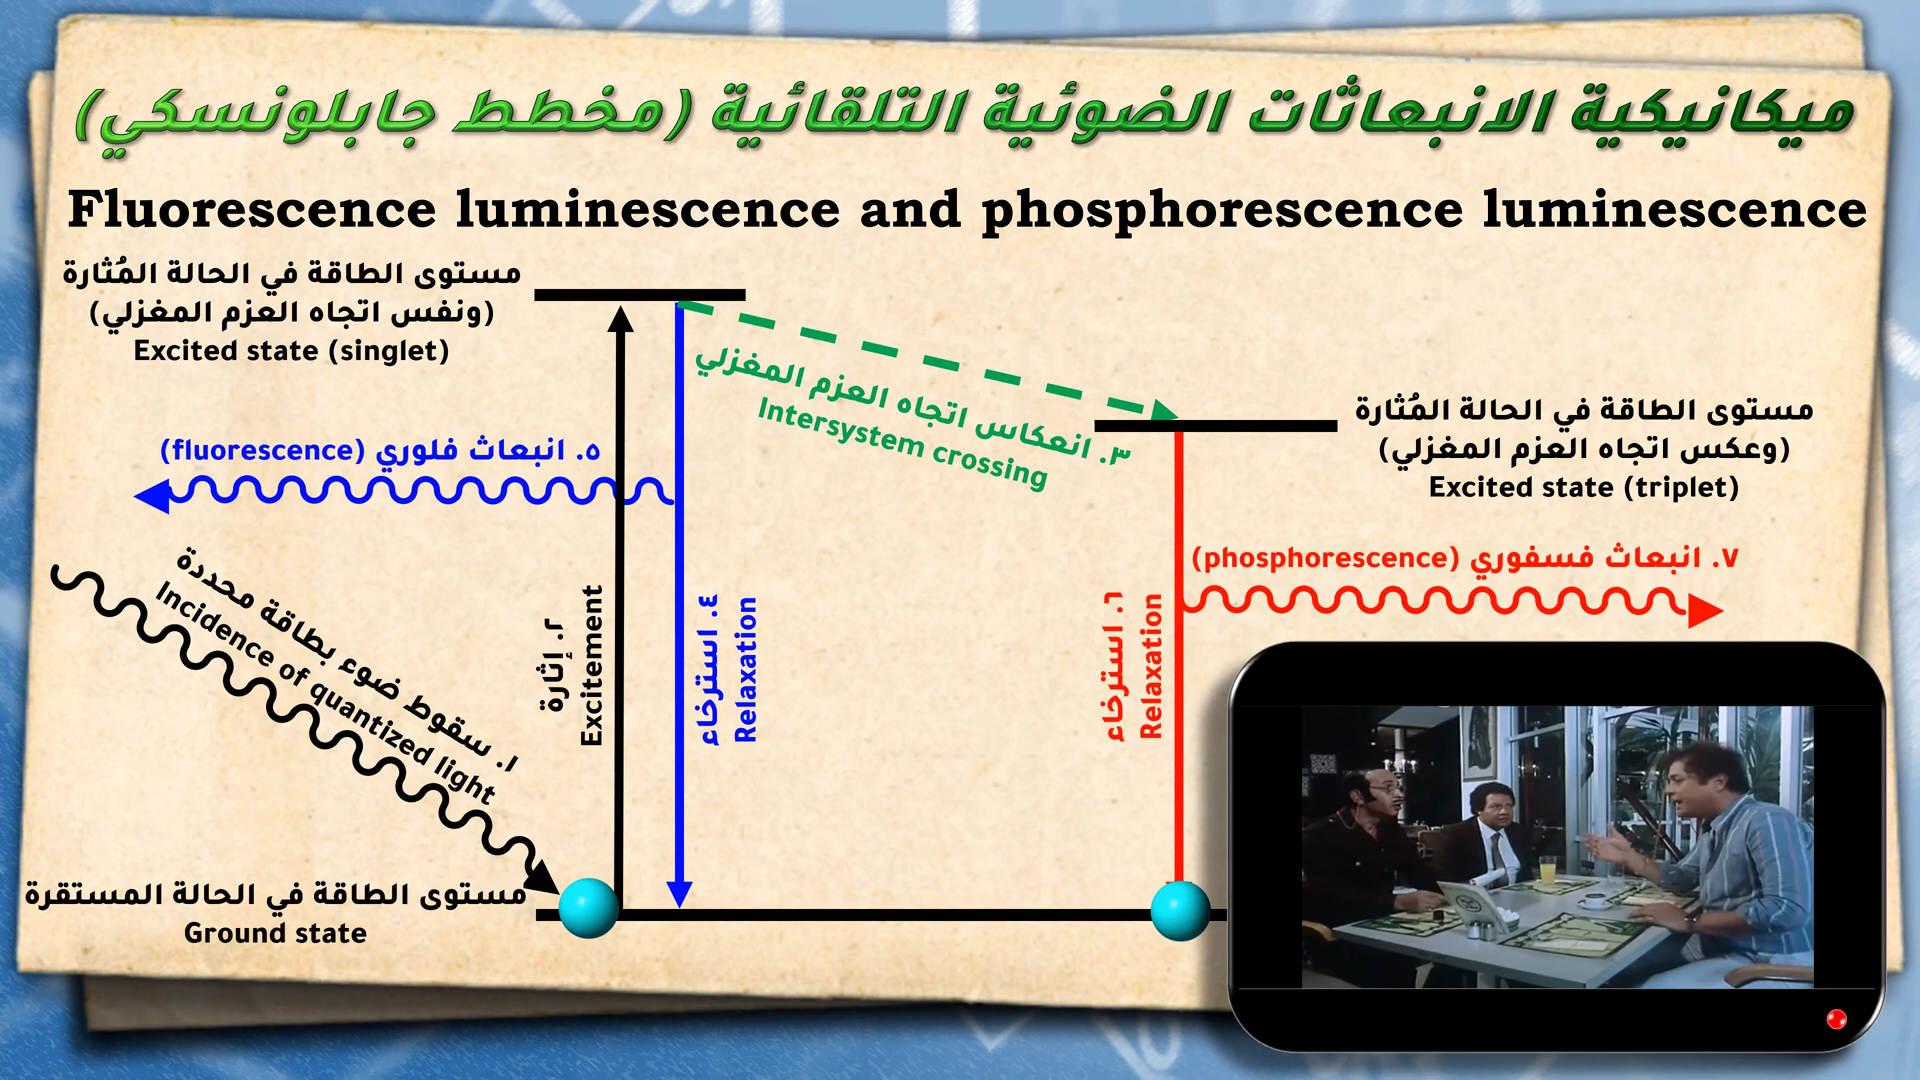 ميكانيكية الانبعاثات الضوئية التلقائية (مخطط جابلونسكي)
Fluorescence luminescence and phosphorescence luminescence
مستوى الطاقة في الحالة المُثارة
(ونفس اتجاه العزم المغزلي)
Excited state (singlet)
٣. انعكاس اتجاه العزم المغزلي
Intersystem crossing
مستوى الطاقة في الحالة المُثارة
(وعكس اتجاه العزم المغزلي)
Excited state (triplet)
٥. انبعاث فلوري (fluorescence)
٧. انبعاث فسفوري (phosphorescence)
١. سقوط ضوء بطاقة محددة
Incidence of quantized light
٢. إثارة
Excitement
٤. استرخاء
Relaxation
٦. استرخاء
Relaxation
مستوى الطاقة في الحالة المستقرة
Ground state